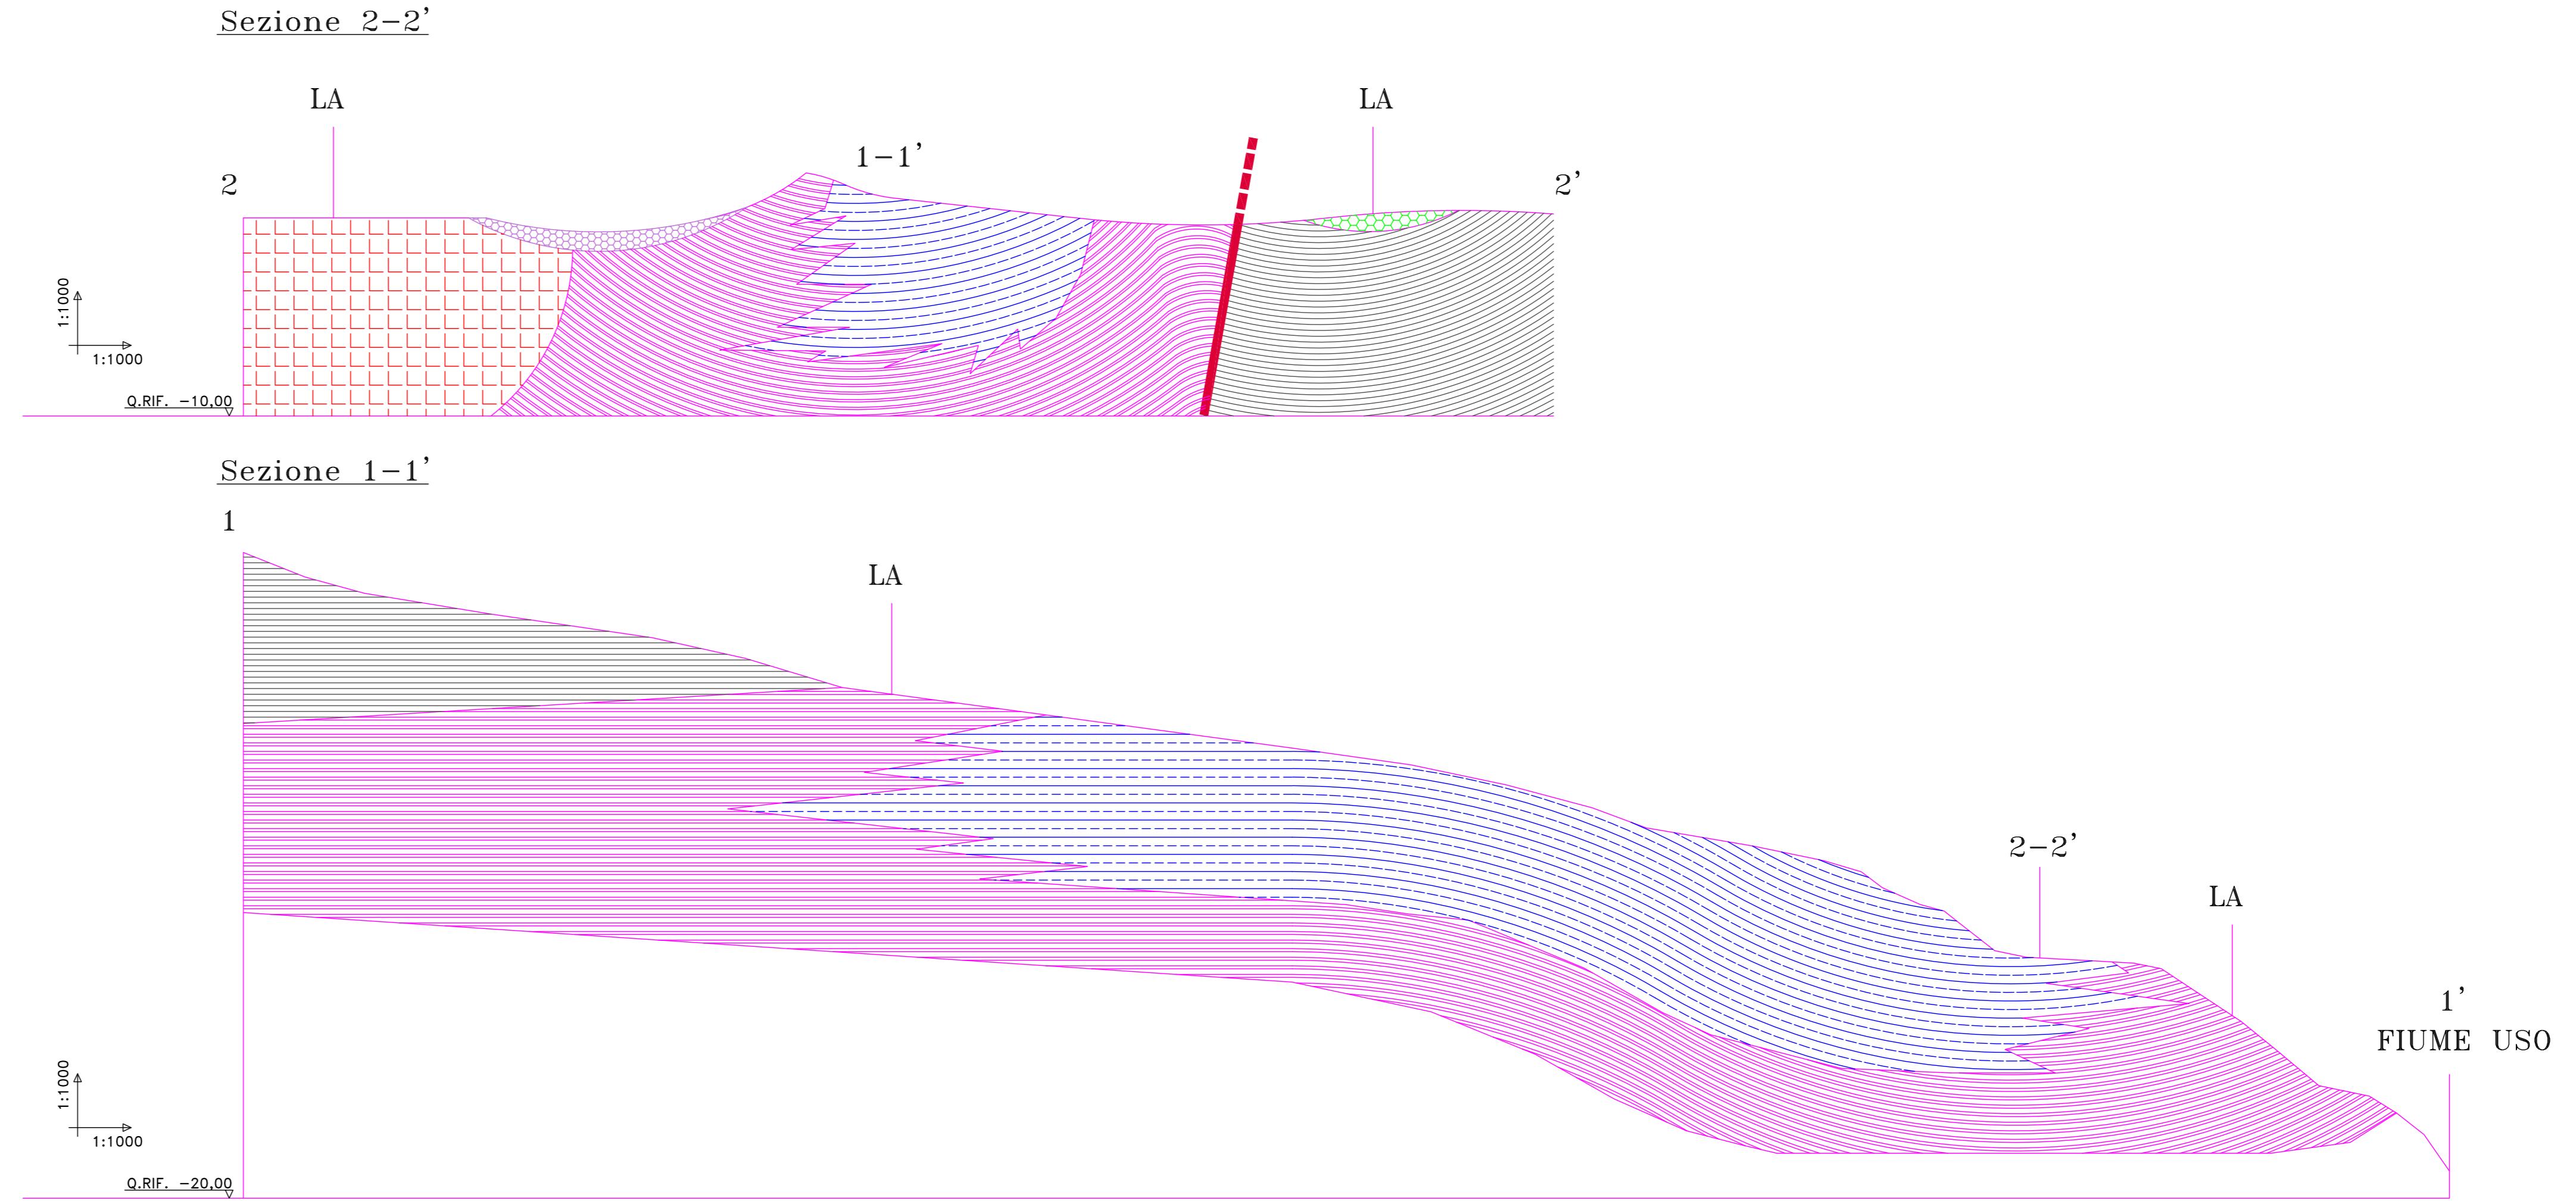 Sezione 2-2'
LA
LA
1-1'
2
2'
1:1000
1:1000
Q.RIF. -10,00
Sezione 1-1'
1
LA
2-2'
LA
1'
FIUME USO
1:1000
1:1000
Q.RIF. -20,00